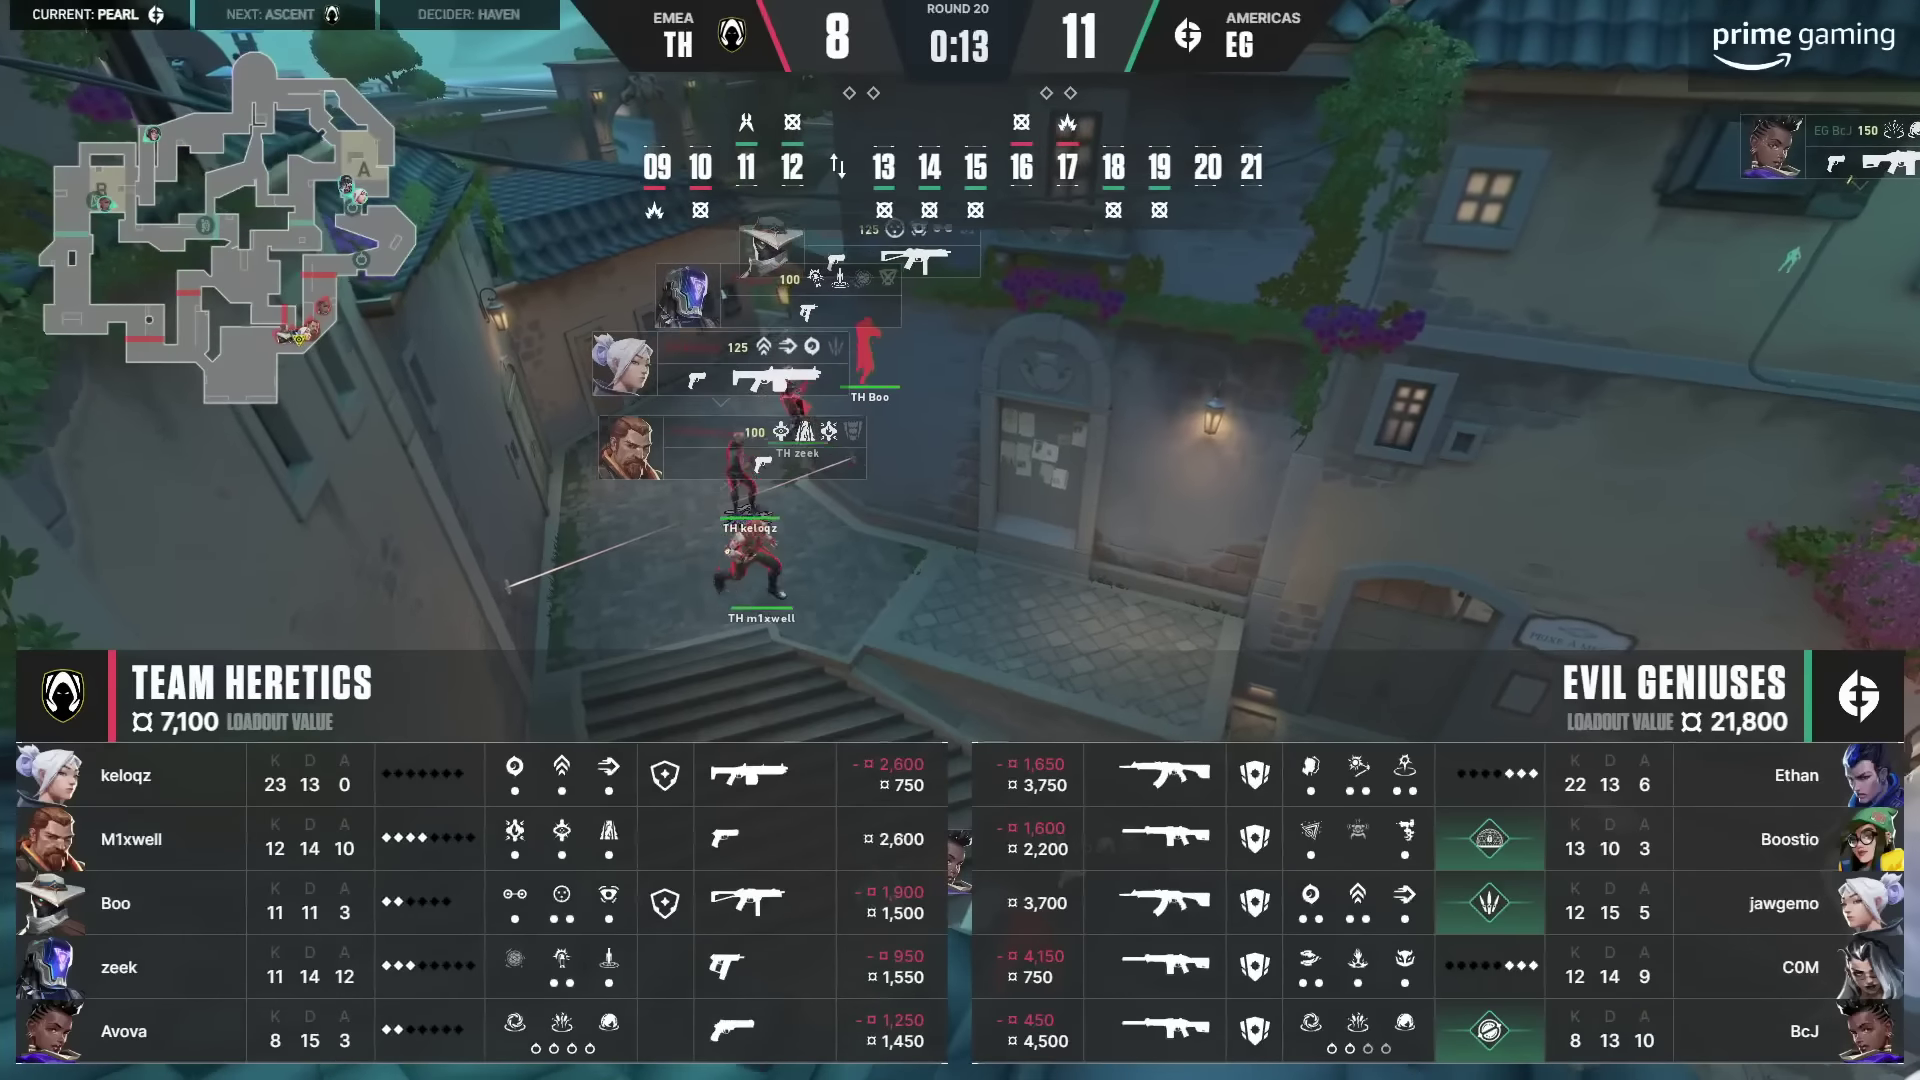 CURRENT: PEARL
NEXT: ASCENT
DECIDER: HAVEN
EMEA
TH
8
ROUND 20
0:13
11
AMERICAS
EG
prime gaming
09 10 11 12 13 14 15 16 17 18 19 20 21
EG BcJ 150
A
B
125
100
125
TH Boo
100
TH zeek
TH keloqz
TH m1xwell
TEAM HERETICS
7,100 LOADOUT VALUE
EVIL GENIUSES
LOADOUT VALUE 21,800
keloqz K D A 23 13 0 - 2,600 750
- 1,650 3,750 K D A 22 13 6 Ethan
M1xwell K D A 12 14 10 2,600
- 1,600 2,200 K D A 13 10 3 Boostio
Boo K D A 11 11 3 - 1,900 1,500
3,700 K D A 12 15 5 jawgemo
zeek K D A 11 14 12 - 950 1,550
- 4,150 750 K D A 12 14 9 C0M
Avova K D A 8 15 3 - 1,250 1,450
- 450 4,500 K D A 8 13 10 BcJ